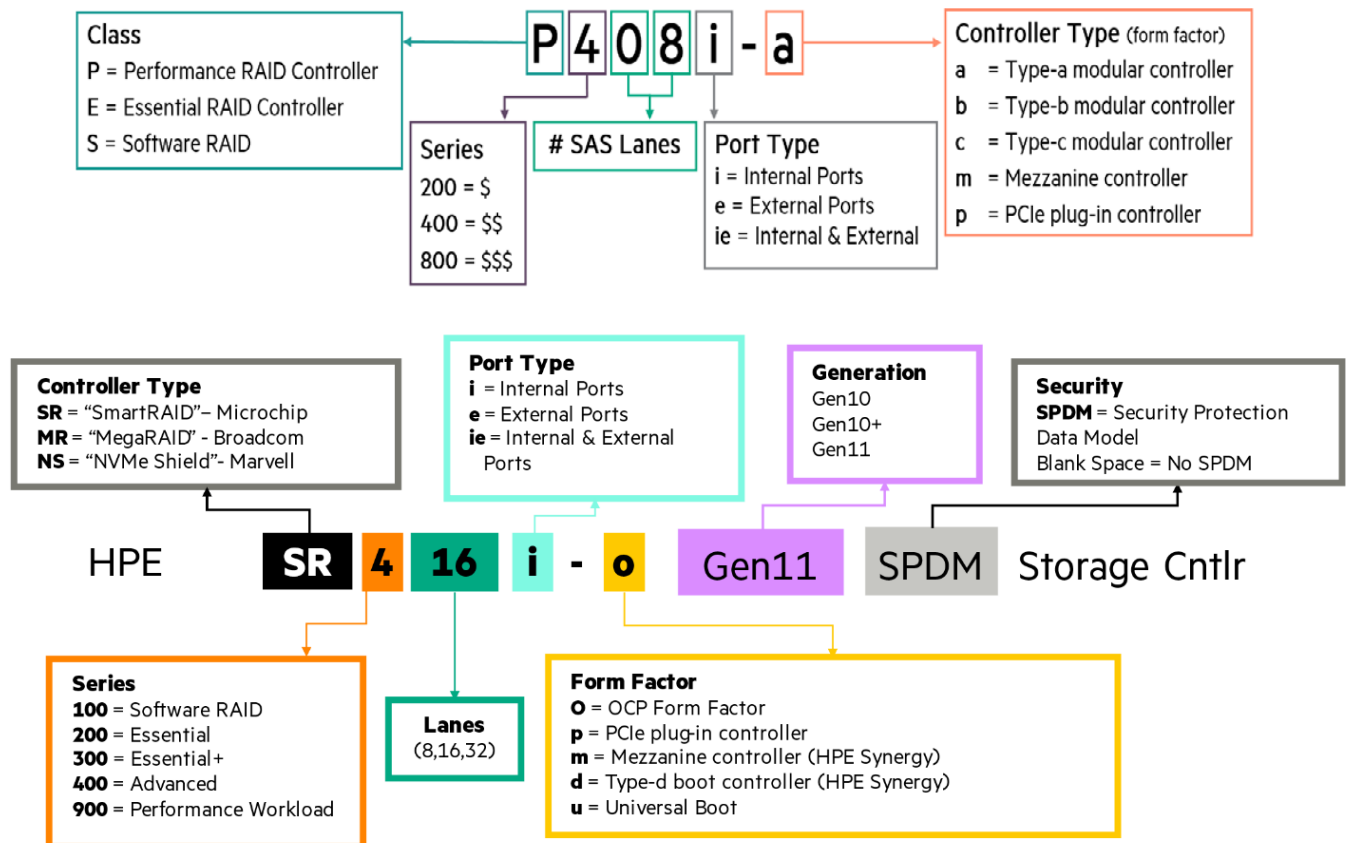 P408i-a
Class
P = Performance RAID Controller
E = Essential RAID Controller
S = Software RAID
Series
200 = $
400 = $$
800 = $$$
# SAS Lanes
Port Type
i = Internal Ports
e = External Ports
ie = Internal & External
Controller Type (form factor)
a = Type-a modular controller
b = Type-b modular controller
c = Type-c modular controller
m = Mezzanine controller
p = PCIe plug-in controller
Controller Type
SR = “SmartRAID”– Microchip
MR = “MegaRAID” - Broadcom
NS = “NVMe Shield”- Marvell
Port Type
i = Internal Ports
e = External Ports
ie = Internal & External
Ports
Generation
Gen10
Gen10+
Gen11
Security
SPDM = Security Protection
Data Model
Blank Space = No SPDM
HPE SR 4 16 i - o Gen11 SPDM Storage Cntlr
Series
100 = Software RAID
200 = Essential
300 = Essential+
400 = Advanced
900 = Performance Workload
Lanes
(8,16,32)
Form Factor
O = OCP Form Factor
p = PCIe plug-in controller
m = Mezzanine controller (HPE Synergy)
d = Type-d boot controller (HPE Synergy)
u = Universal Boot